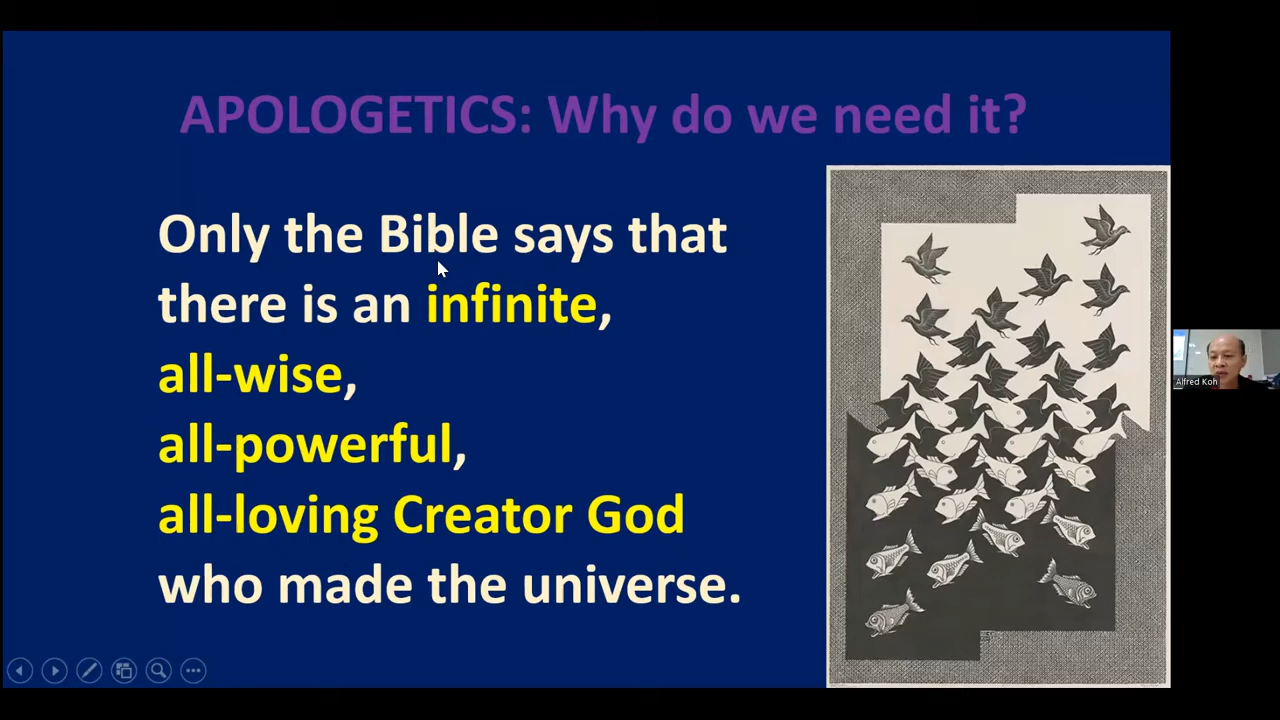 APOLOGETICS: Why do we need it?
Only the Bible says that
there is an infinite,
all-wise,
all-powerful,
all-loving Creator God
who made the universe.
Alfred Koh